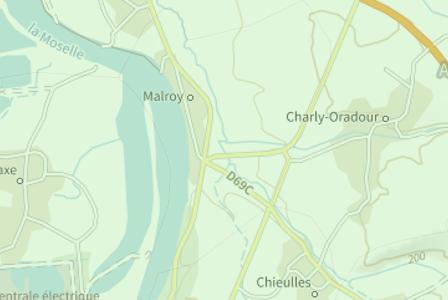 la Moselle
Malroy
Charly-Oradour
A
axe
D69C
200
Chieulles
entrale électrique